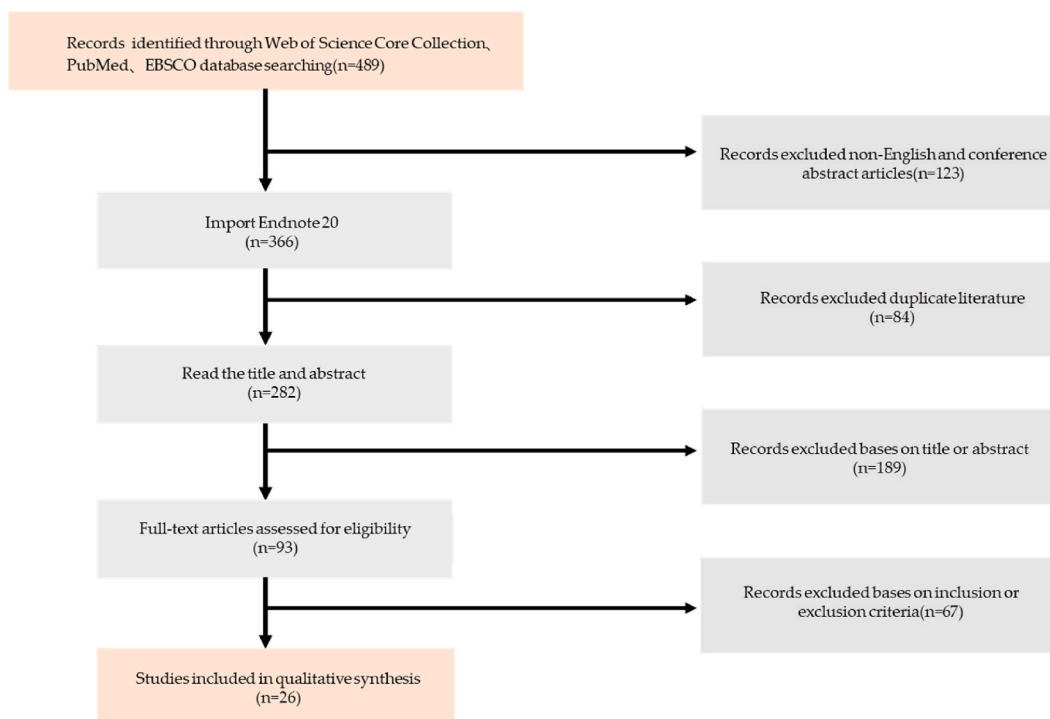 Records identified through Web of Science Core Collection、
PubMed、EBSCO database searching(n=489)
Records excluded non-English and conference
abstract articles(n=123)
Import Endnote 20
(n=366)
Records excluded duplicate literature
(n=84)
Read the title and abstract
(n=282)
Records excluded bases on title or abstract
(n=189)
Full-text articles assessed for eligibility
(n=93)
Records excluded bases on inclusion or
exclusion criteria(n=67)
Studies included in qualitative synthesis
(n=26)